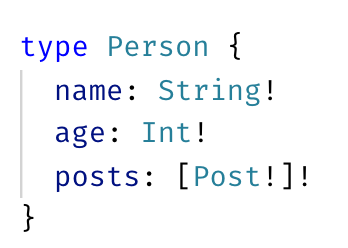 type Person {
  name: String!
  age: Int!
  posts: [Post!]!
}